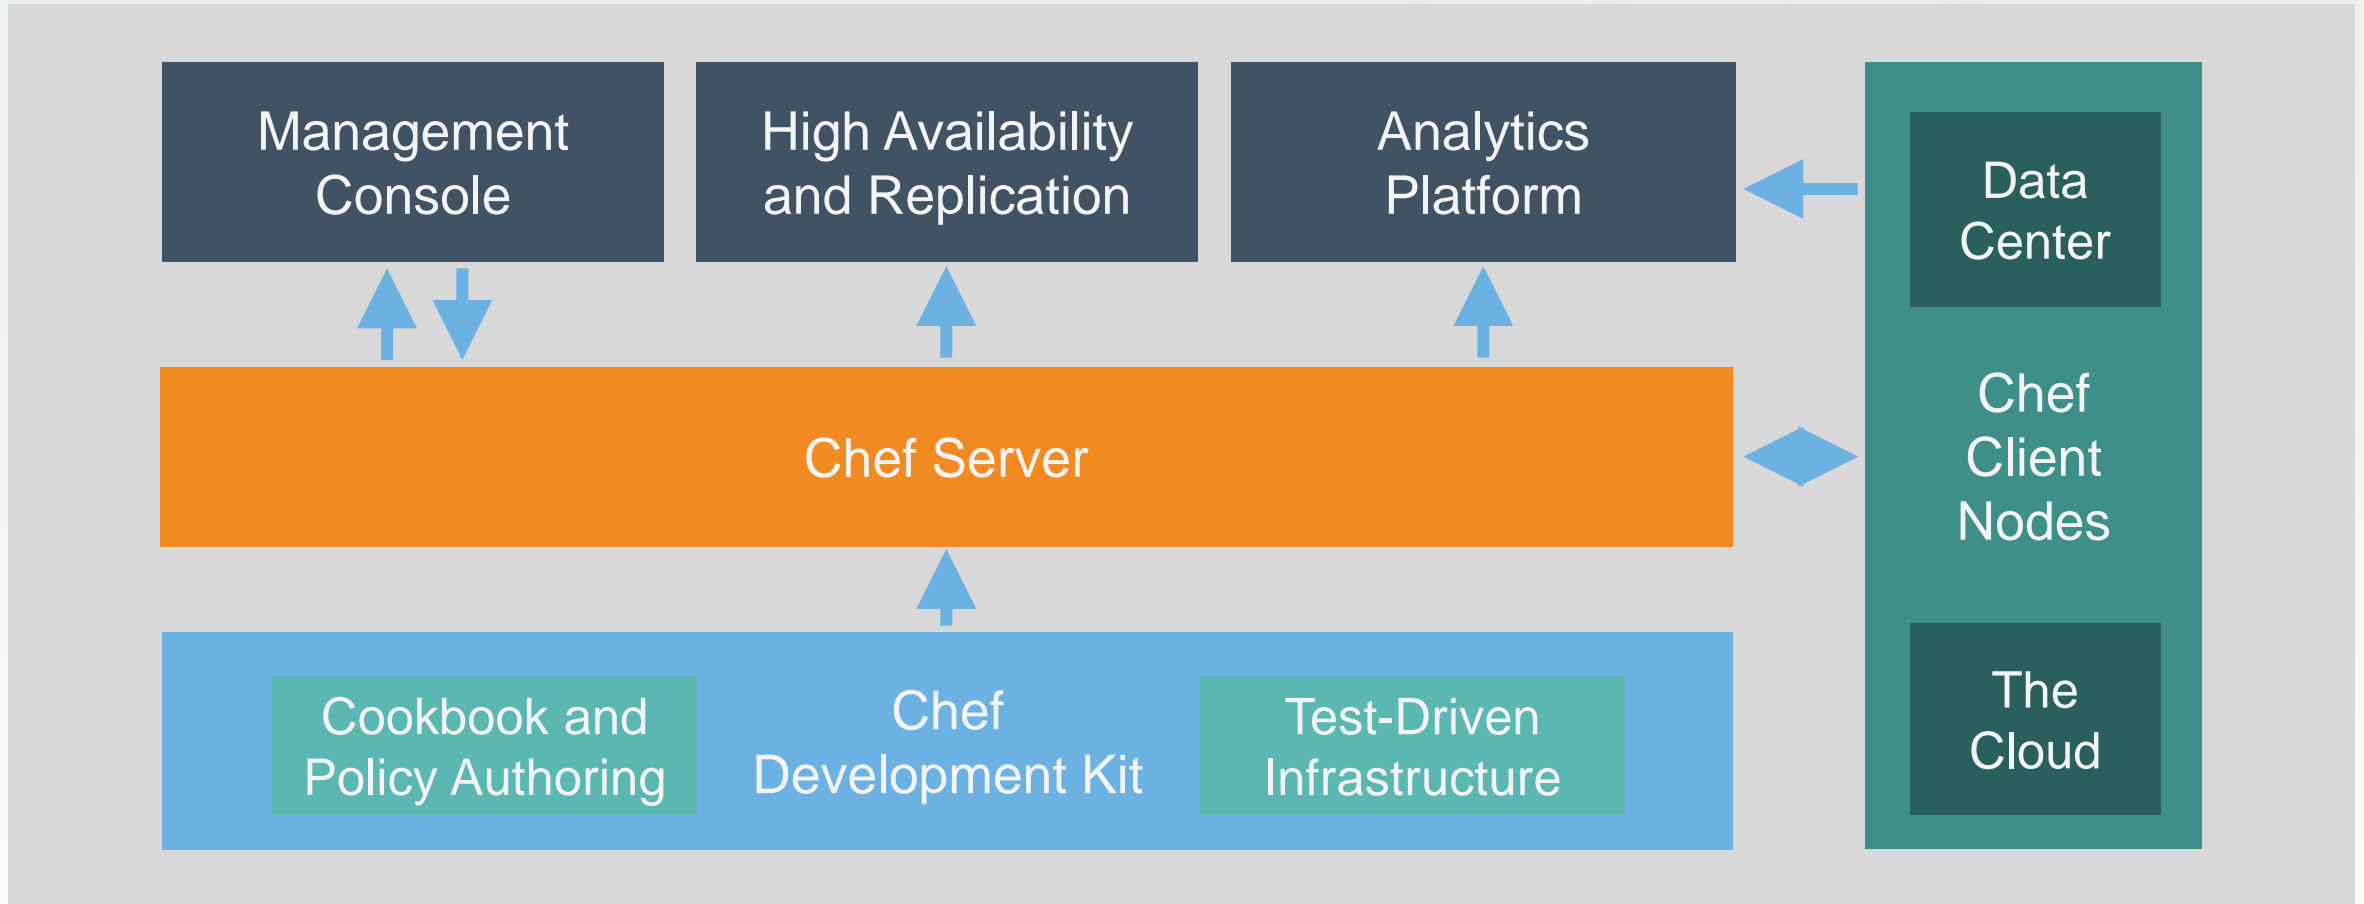 Management
Console
High Availability
and Replication
Analytics
Platform
Data
Center
Chef Server
Chef
Client
Nodes
Cookbook and
Policy Authoring
Chef
Development Kit
Test-Driven
Infrastructure
The
Cloud